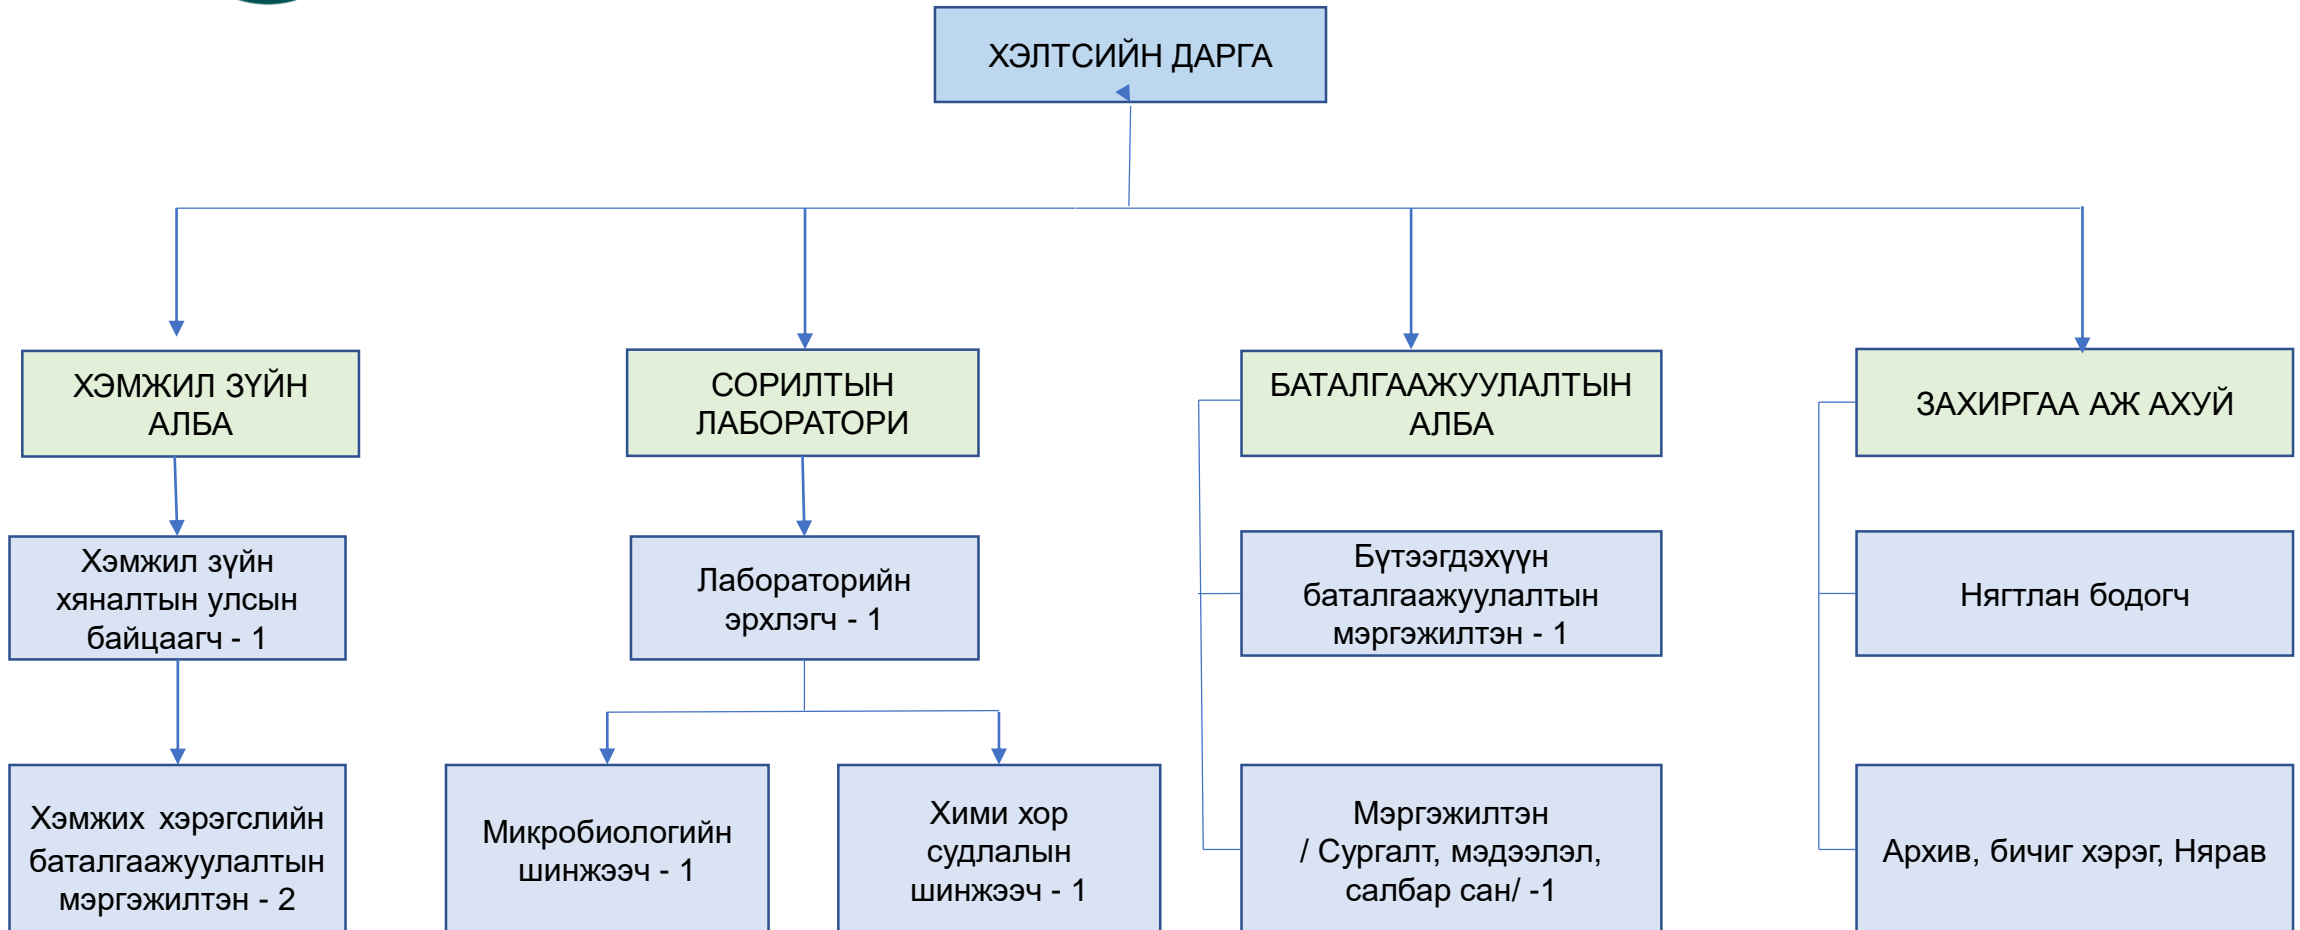 ХЭЛТСИЙН ДАРГА
ХЭМЖИЛ ЗҮЙН
АЛБА
СОРИЛТЫН
ЛАБОРАТОРИ
БАТАЛГААЖУУЛАЛТЫН
АЛБА
ЗАХИРГАА АЖ АХУЙ
Хэмжил зүйн
хяналтын улсын
байцаагч - 1
Лабораторийн
эрхлэгч - 1
Бүтээгдэхүүн
баталгаажуулалтын
мэргэжилтэн - 1
Нягтлан бодогч
Хэмжих хэрэгслийн
баталгаажуулалтын
мэргэжилтэн - 2
Микробиологийн
шинжээч - 1
Хими хор
судлалын
шинжээч - 1
Мэргэжилтэн
/ Сургалт, мэдээлэл,
салбар сан/ -1
Архив, бичиг хэрэг, Нярав